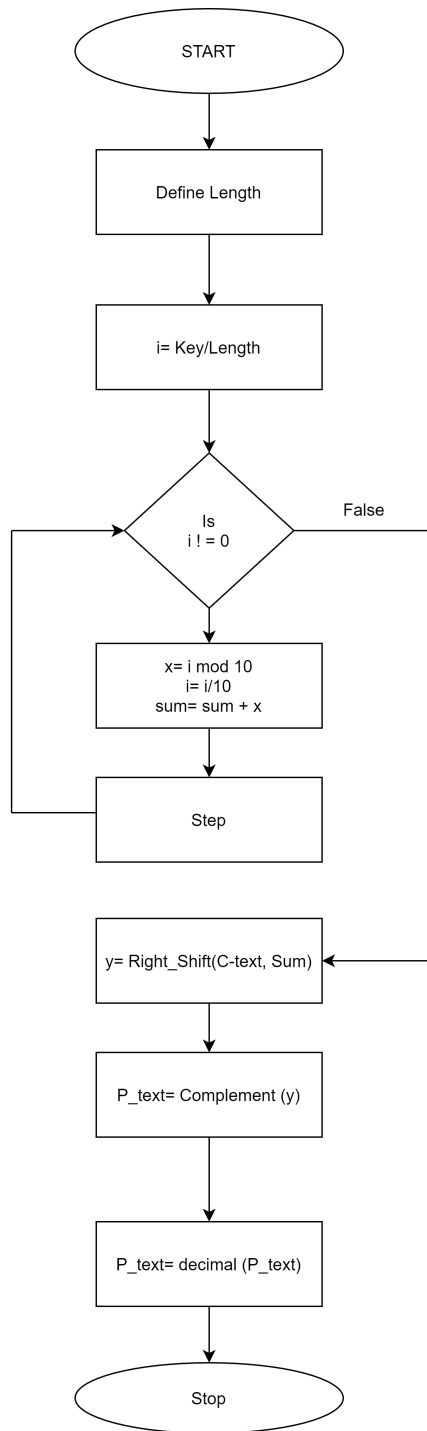 START
Define Length
i= Key/Length
Is
i ! = 0
False
x= i mod 10
i= i/10
sum= sum + x
Step
y= Right_Shift(C-text, Sum)
P_text= Complement (y)
P_text= decimal (P_text)
Stop